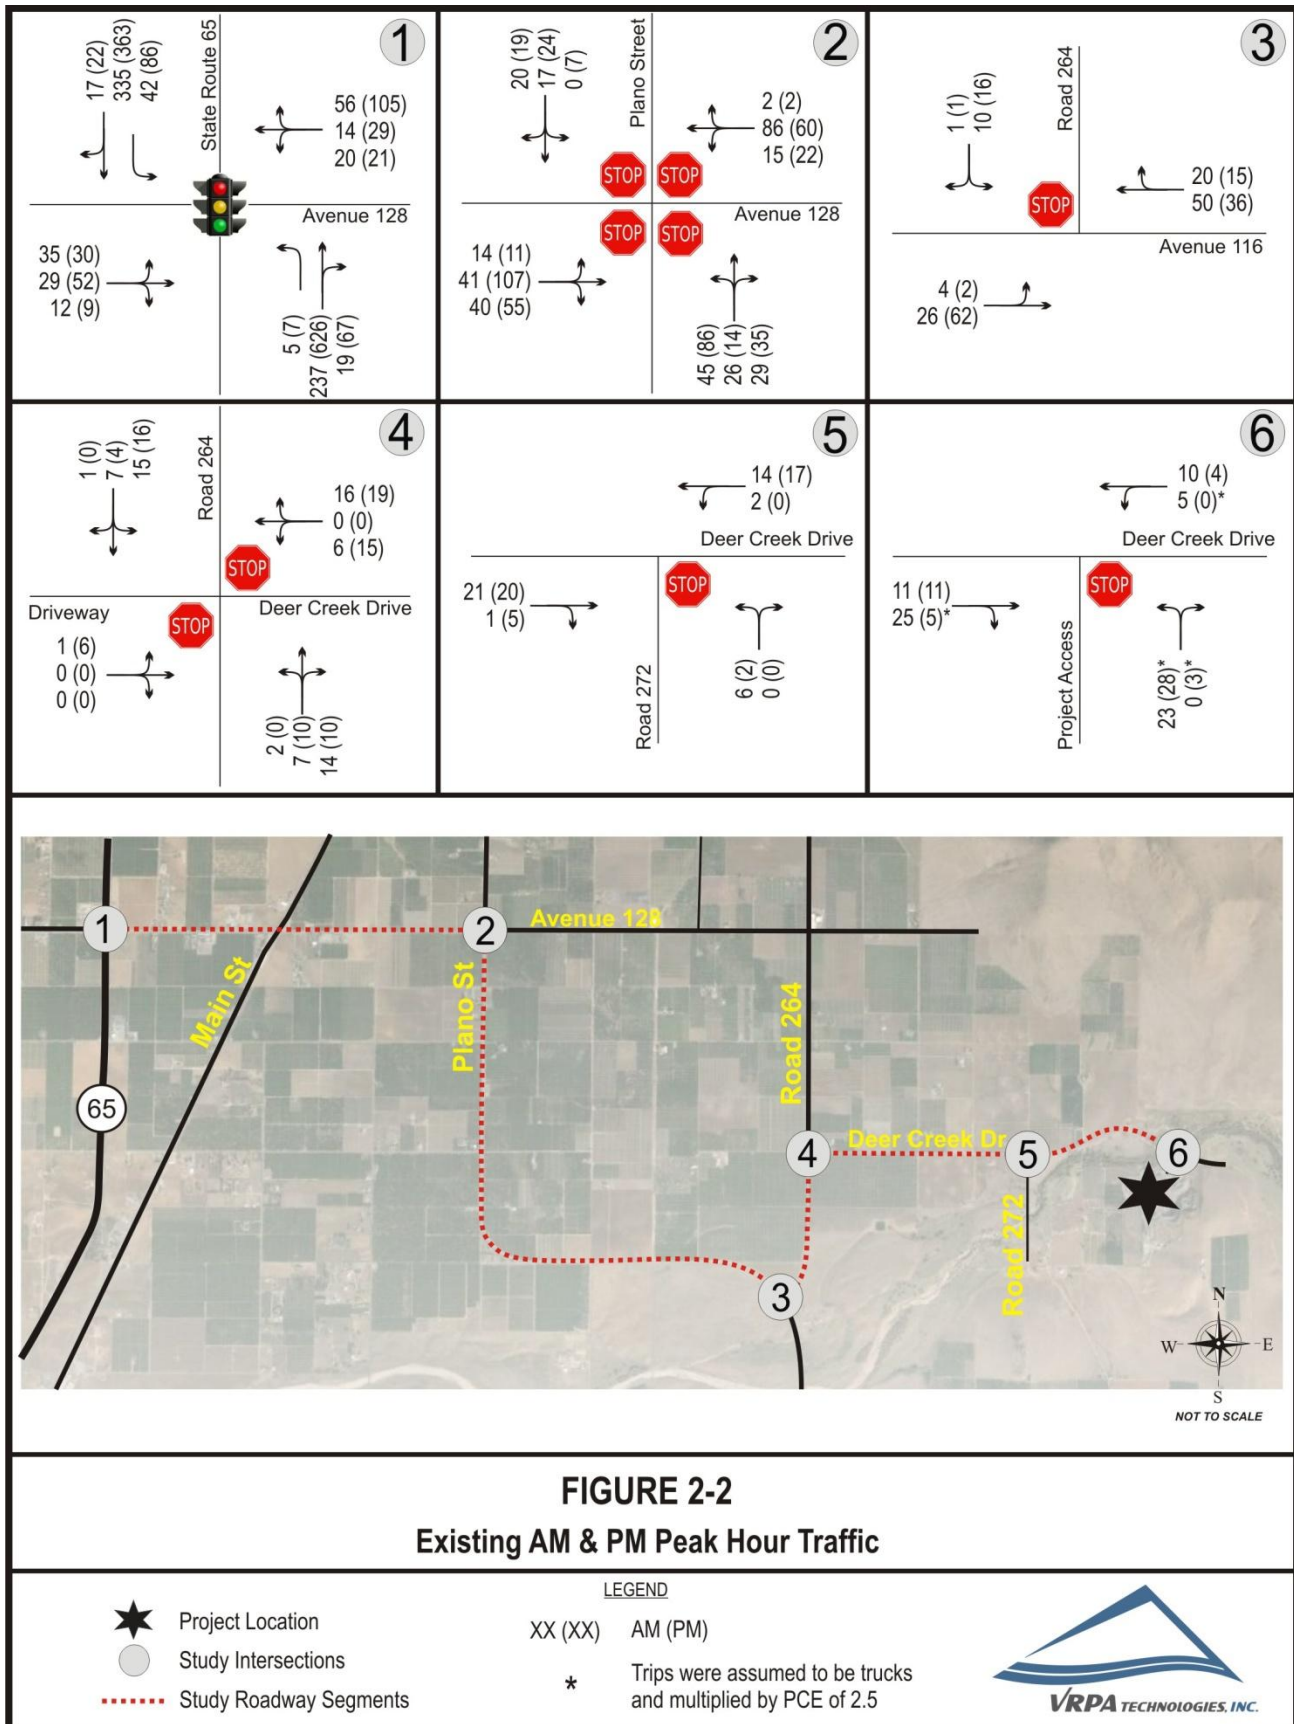 1
17 (22)
335 (363)
42 (86)
State Route 65
56 (105)
14 (29)
20 (21)
Avenue 128
35 (30)
29 (52)
12 (9)
5 (7)
237 (626)
19 (67)
2
20 (19)
17 (24)
0 (7)
Plano Street
2 (2)
86 (60)
15 (22)
STOP
STOP
STOP
STOP
Avenue 128
14 (11)
41 (107)
40 (55)
45 (86)
26 (14)
29 (35)
3
1 (1)
10 (16)
Road 264
STOP
20 (15)
50 (36)
Avenue 116
4 (2)
26 (62)
4
1 (0)
7 (4)
15 (16)
Road 264
16 (19)
0 (0)
6 (15)
STOP
Driveway
STOP
Deer Creek Drive
1 (6)
0 (0)
0 (0)
2 (0)
7 (10)
14 (10)
5
14 (17)
2 (0)
Deer Creek Drive
21 (20)
1 (5)
STOP
Road 272
6 (2)
0 (0)
6
10 (4)
5 (0)*
Deer Creek Drive
11 (11)
25 (5)*
STOP
Project Access
23 (28)*
0 (3)*
1
2
Avenue 128
Main St
Plano St
Road 264
65
4
Deer Creek Dr
5
6
Road 272
3
N
W
E
S
NOT TO SCALE
FIGURE 2-2
Existing AM & PM Peak Hour Traffic
LEGEND
Project Location
Study Intersections
Study Roadway Segments
XX (XX) AM (PM)
* Trips were assumed to be trucks
and multiplied by PCE of 2.5
VRPA TECHNOLOGIES, INC.